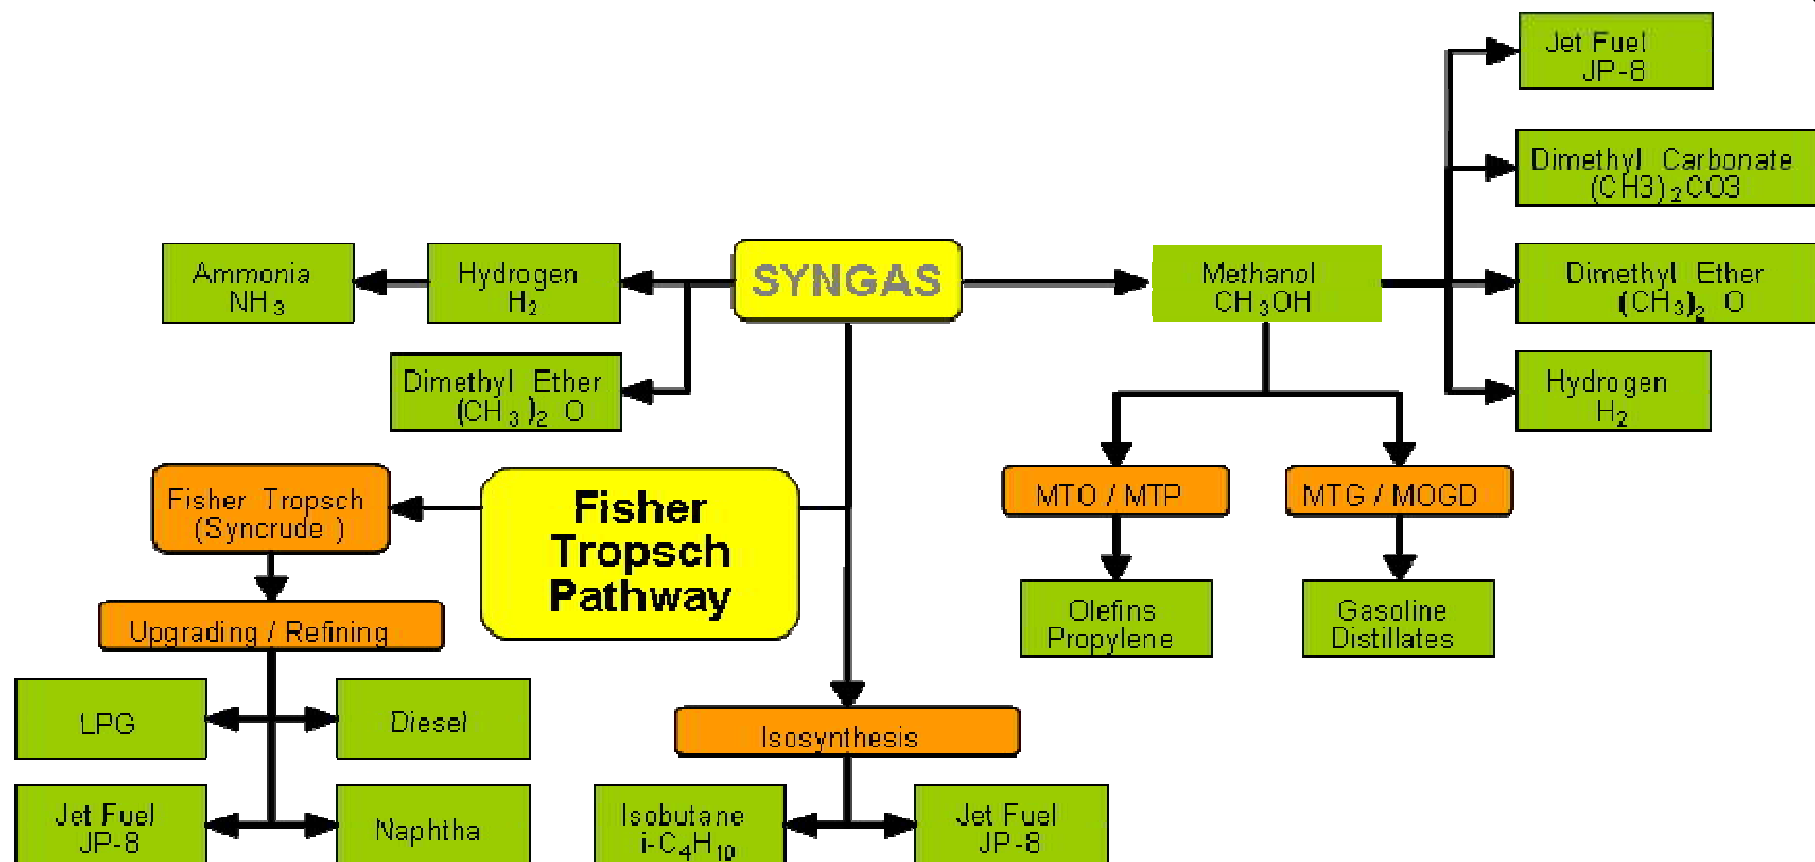 Jet Fuel
JP-8
Dimethyl Carbonate
(CH3)₂CO3
Ammonia
NH₃
Hydrogen
H₂
SYNGAS
Methanol
CH₃OH
Dimethyl Ether
(CH₃)₂ O
Dimethyl Ether
(CH₃)₂ O
Hydrogen
H₂
Fisher Tropsch
(Syncrude )
Fisher
Tropsch
Pathway
MTO / MTP
MTG / MOGD
Upgrading / Refining
Olefins
Propylene
Gasoline
Distillates
LPG
Diesel
Isosynthesis
Jet Fuel
JP-8
Naphtha
Isobutane
i-C₄H₁₀
Jet Fuel
JP-8